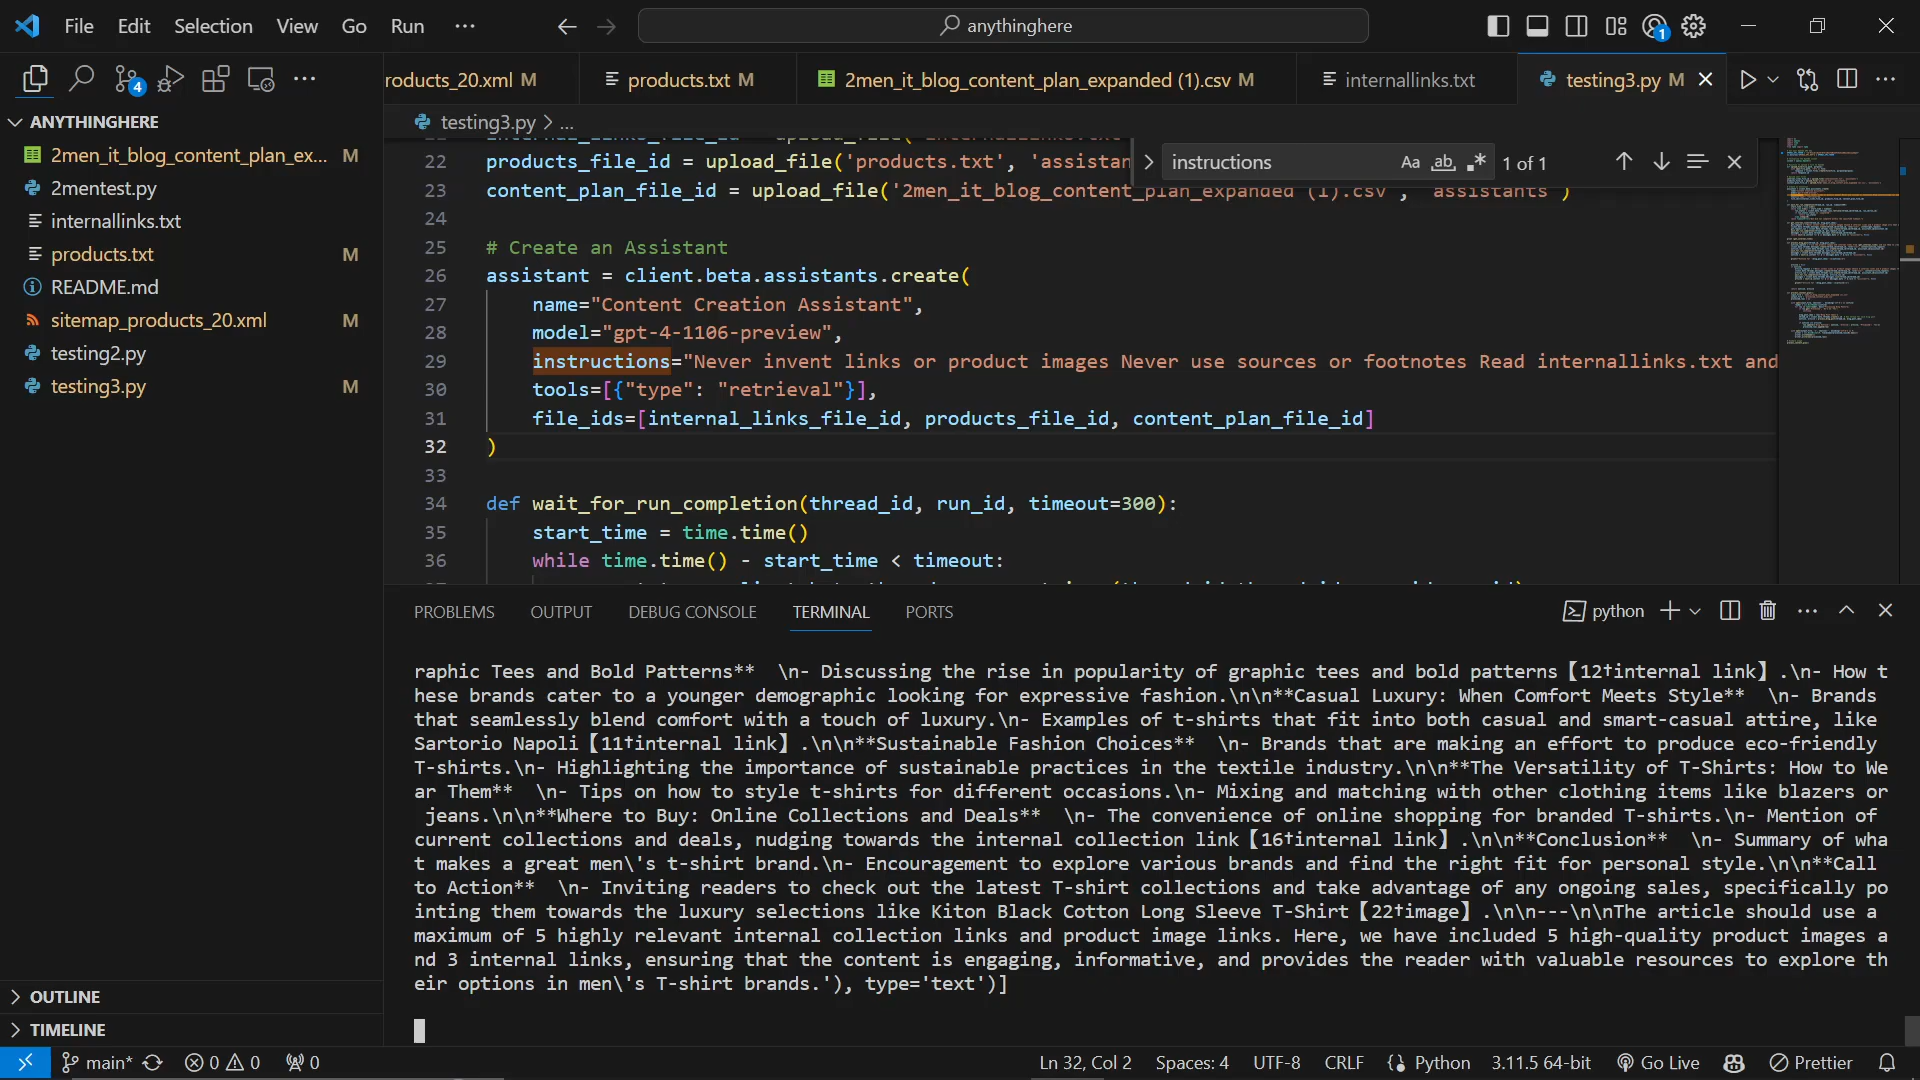 File Edit Selection View Go Run ··· anythinghere 1
4
roducts_20.xml M products.txt M 2men_it_blog_content_plan_expanded (1).csv M internallinks.txt testing3.py M
ANYTHINGHERE
2men_it_blog_content_plan_ex... M
2mentest.py
internallinks.txt
products.txt M
README.md
sitemap_products_20.xml M
testing2.py
testing3.py M
OUTLINE
TIMELINE
testing3.py > ...
instructions Aa ab .* 1 of 1
22 products_file_id = upload_file('products.txt', 'assistan
23 content_plan_file_id = upload_file('2men_it_blog_content_plan_expanded (1).csv', 'assistants')
24
25 # Create an Assistant
26 assistant = client.beta.assistants.create(
27 name="Content Creation Assistant",
28 model="gpt-4-1106-preview",
29 instructions="Never invent links or product images Never use sources or footnotes Read internallinks.txt and
30 tools=[{"type": "retrieval"}],
31 file_ids=[internal_links_file_id, products_file_id, content_plan_file_id]
32 )
33
34 def wait_for_run_completion(thread_id, run_id, timeout=300):
35 start_time = time.time()
36 while time.time() - start_time < timeout:
PROBLEMS OUTPUT DEBUG CONSOLE TERMINAL PORTS python
raphic Tees and Bold Patterns**  \n- Discussing the rise in popularity of graphic tees and bold patterns【12†internal link】.\n- How t
hese brands cater to a younger demographic looking for expressive fashion.\n\n**Casual Luxury: When Comfort Meets Style**  \n- Brands
that seamlessly blend comfort with a touch of luxury.\n- Examples of t-shirts that fit into both casual and smart-casual attire, like
Sartorio Napoli【11†internal link】.\n\n**Sustainable Fashion Choices**  \n- Brands that are making an effort to produce eco-friendly
T-shirts.\n- Highlighting the importance of sustainable practices in the textile industry.\n\n**The Versatility of T-Shirts: How to We
ar Them**  \n- Tips on how to style t-shirts for different occasions.\n- Mixing and matching with other clothing items like blazers or
jeans.\n\n**Where to Buy: Online Collections and Deals**  \n- The convenience of online shopping for branded T-shirts.\n- Mention of
current collections and deals, nudging towards the internal collection link【16†internal link】.\n\n**Conclusion**  \n- Summary of wha
t makes a great men\'s t-shirt brand.\n- Encouragement to explore various brands and find the right fit for personal style.\n\n**Call
to Action**  \n- Inviting readers to check out the latest T-shirt collections and take advantage of any ongoing sales, specifically po
inting them towards the luxury selections like Kiton Black Cotton Long Sleeve T-Shirt【22†image】.\n\n---\n\nThe article should use a
maximum of 5 highly relevant internal collection links and product image links. Here, we have included 5 high-quality product images a
nd 3 internal links, ensuring that the content is engaging, informative, and provides the reader with valuable resources to explore th
eir options in men\'s T-shirt brands.'), type='text')]
main* 0 0 0 Ln 32, Col 2 Spaces: 4 UTF-8 CRLF Python 3.11.5 64-bit Go Live Prettier